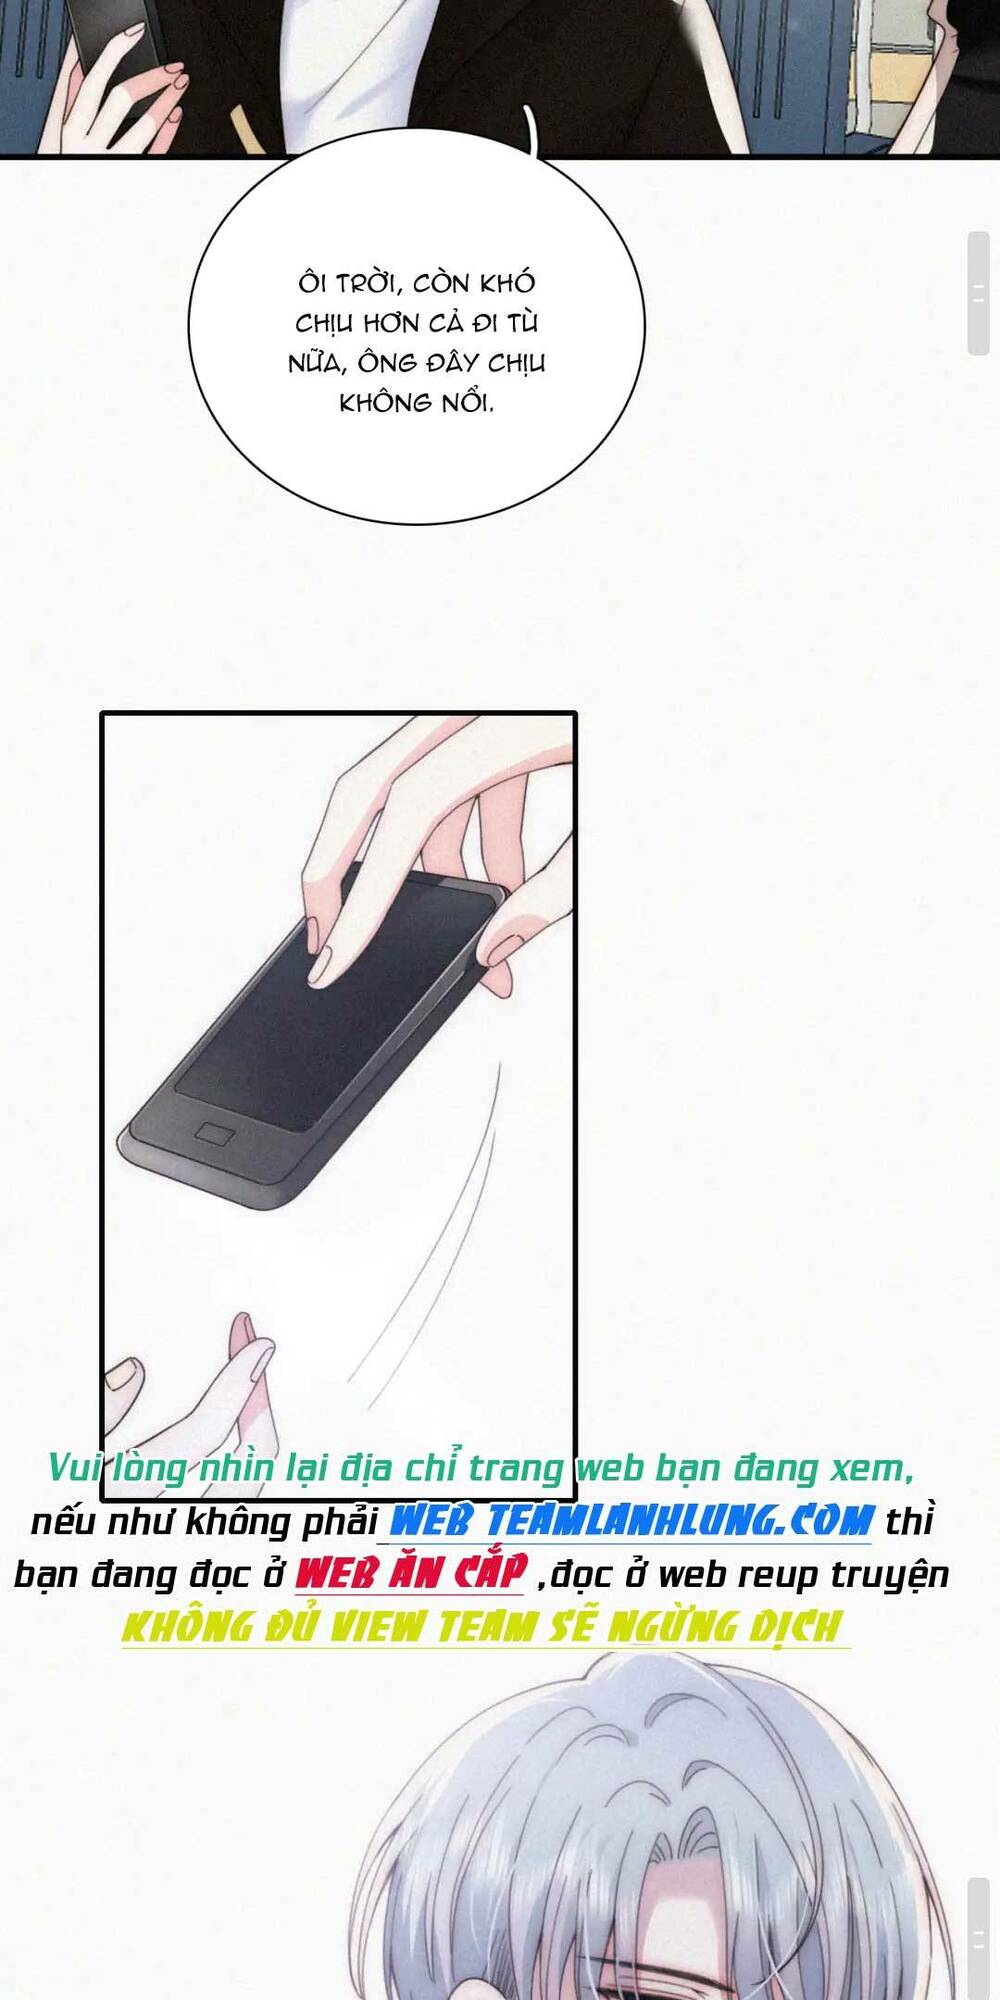 ÔI TRỜI, CÒN KHÓ
CHỊU HƠN CẢ ĐI TÙ
NỮA, ÔNG ĐÂY CHỊU
KHÔNG NỔI.
Vui lòng nhìn lại địa chỉ trang web bạn đang xem,
nếu như không phải WEB TEAMLANHLUNG.COM thì
bạn đang đọc ở WEB ĂN CẮP ,đọc ở web reup truyện
KHÔNG ĐỦ VIEW TEAM SẼ NGỪNG DỊCH